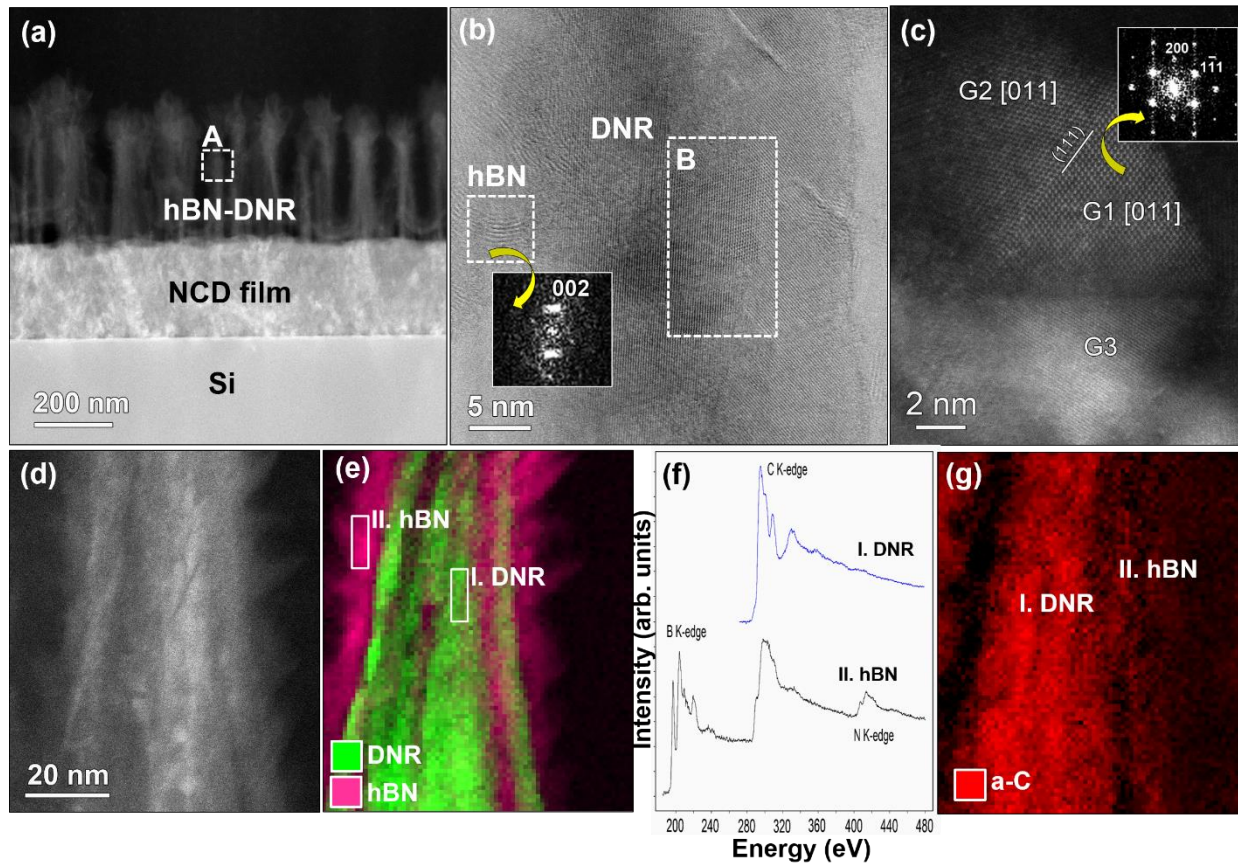 (a)
A
hBN-DNR
NCD film
Si
200 nm
(b)
DNR
B
hBN
002
5 nm
(c)
200
1-11
G2 [011]
(111)
G1 [011]
G3
2 nm
(d)
20 nm
(e)
II. hBN
I. DNR
DNR
hBN
(f)
C K-edge
I. DNR
B K-edge
II. hBN
N K-edge
Intensity (arb. units)
200 240 280 320 360 400 440 480
Energy (eV)
(g)
I. DNR
II. hBN
a-C